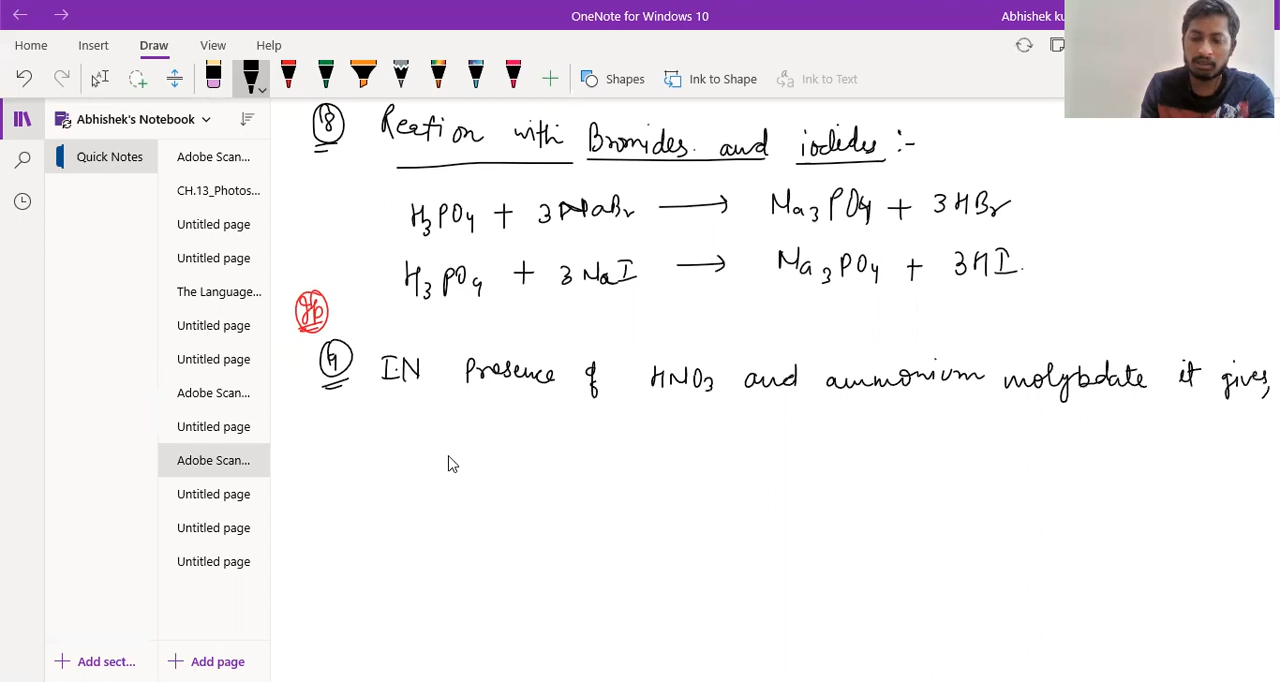 OneNote for Windows 10
Abhishek ku
Home Insert Draw View Help
Shapes Ink to Shape Ink to Text
Abhishek's Notebook
Quick Notes
Adobe Scan...
CH.13_Photos...
Untitled page
Untitled page
The Language...
Untitled page
Untitled page
Adobe Scan...
Untitled page
Adobe Scan...
Untitled page
Untitled page
Untitled page
Add sect...
Add page
18 Reation with Bromides and iodides :-
H3PO4 + 3NaBr → Na3PO4 + 3HBr
H3PO4 + 3NaI → Na3PO4 + 3HI.
IN Presence of HNO3 and ammonium molybdate it gives,